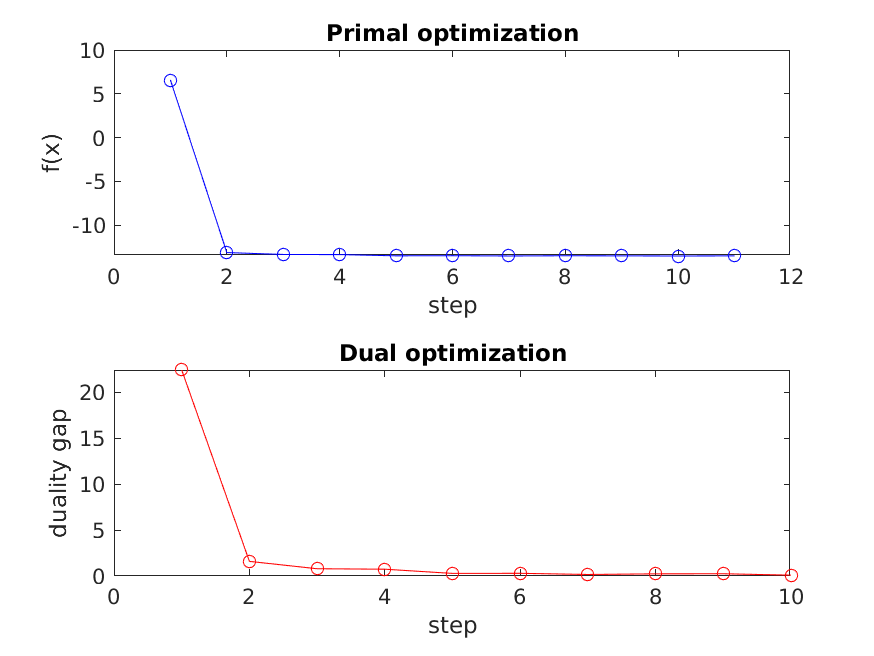 Primal optimization
10
5
0
-5
-10
f(x)
0 2 4 6 8 10 12
step
Dual optimization
20
15
10
5
0
duality gap
0 2 4 6 8 10
step